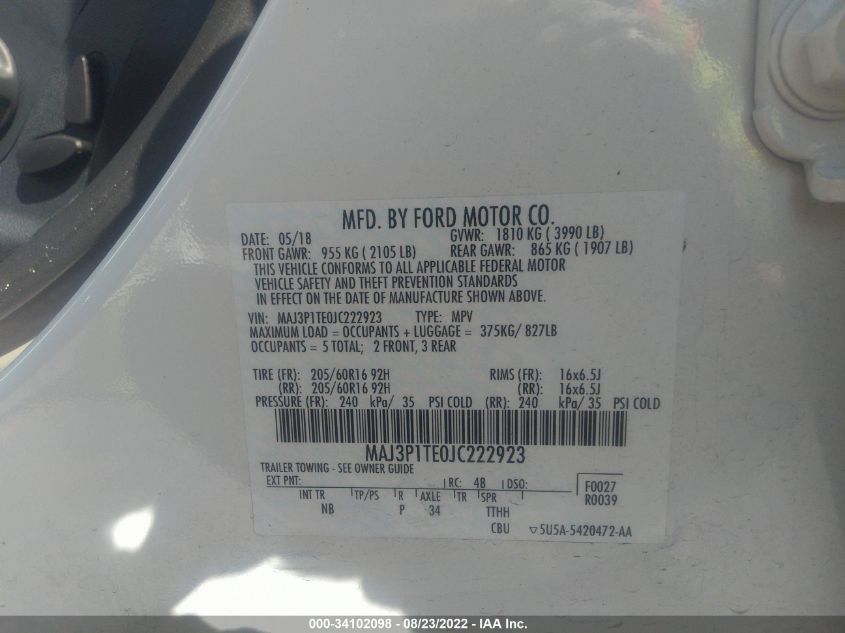 MFD. BY FORD MOTOR CO.
DATE: 05/18 GVWR: 1810 KG ( 3990 LB)
FRONT GAWR: 955 KG ( 2105 LB) REAR GAWR: 865 KG ( 1907 LB)
THIS VEHICLE CONFORMS TO ALL APPLICABLE FEDERAL MOTOR
VEHICLE SAFETY AND THEFT PREVENTION STANDARDS
IN EFFECT ON THE DATE OF MANUFACTURE SHOWN ABOVE.
VIN: MAJ3P1TE0JC222923 TYPE: MPV
MAXIMUM LOAD = OCCUPANTS + LUGGAGE = 375KG/ 827LB
OCCUPANTS = 5 TOTAL; 2 FRONT, 3 REAR
TIRE (FR): 205/60R16 92H RIMS (FR): 16x6.5J
(RR): 205/60R16 92H (RR): 16x6.5J
PRESSURE (FR): 240 kPa/ 35 PSI COLD (RR): 240 kPa/ 35 PSI COLD
MAJ3P1TE0JC222923
TRAILER TOWING - SEE OWNER GUIDE
EXT PNT: RC: 48 DSO: F0027
R0039
INT TR TP/PS R AXLE TR SPR
NB P 34 TTHH
CBU ▽5U5A-5420472-AA
000-34102098 - 08/23/2022 - IAA Inc.